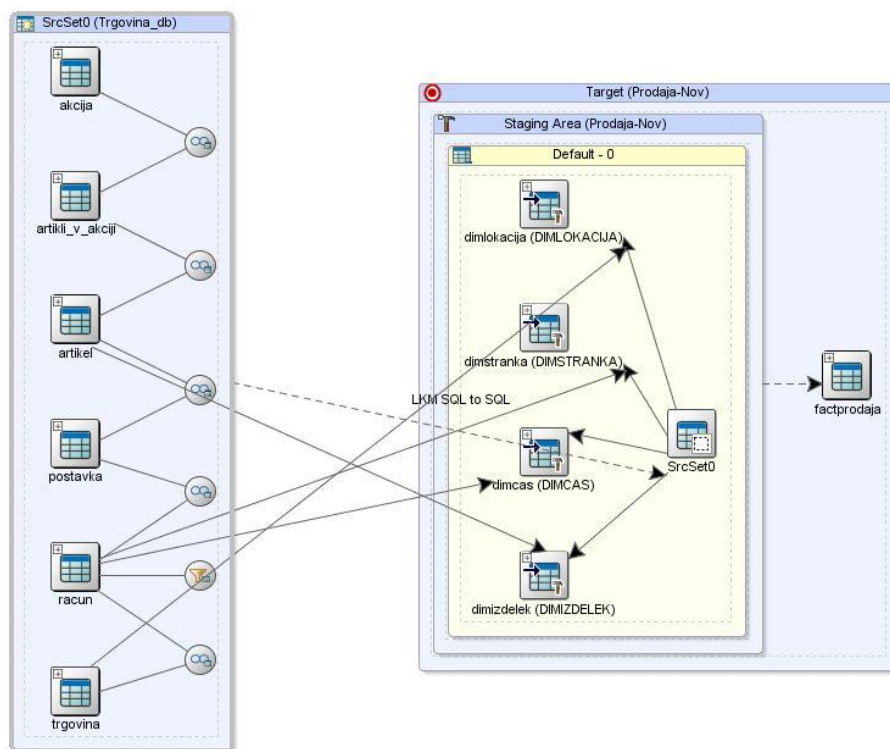 SrcSet0 (Trgovina_db)
akcija
artikli_v_akciji
artikel
postavka
racun
trgovina
LKM SQL to SQL
Target (Prodaja-Nov)
Staging Area (Prodaja-Nov)
Default - 0
dimlokacija (DIMLOKACIJA)
dimstranka (DIMSTRANKA)
dimcas (DIMCAS)
dimizdelek (DIMIZDELEK)
SrcSet0
factprodaja